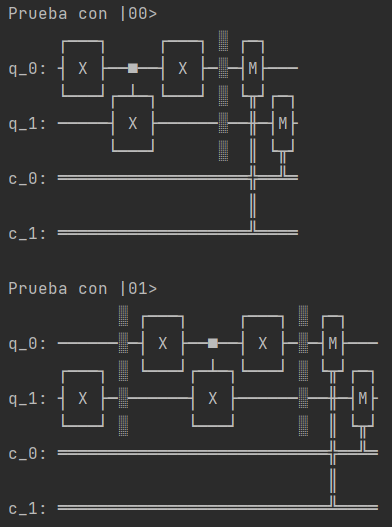 Prueba con |00>
q_0: X X M
q_1: X M
c_0:
c_1:
Prueba con |01>
q_0: X X M
q_1: X X M
c_0:
c_1: